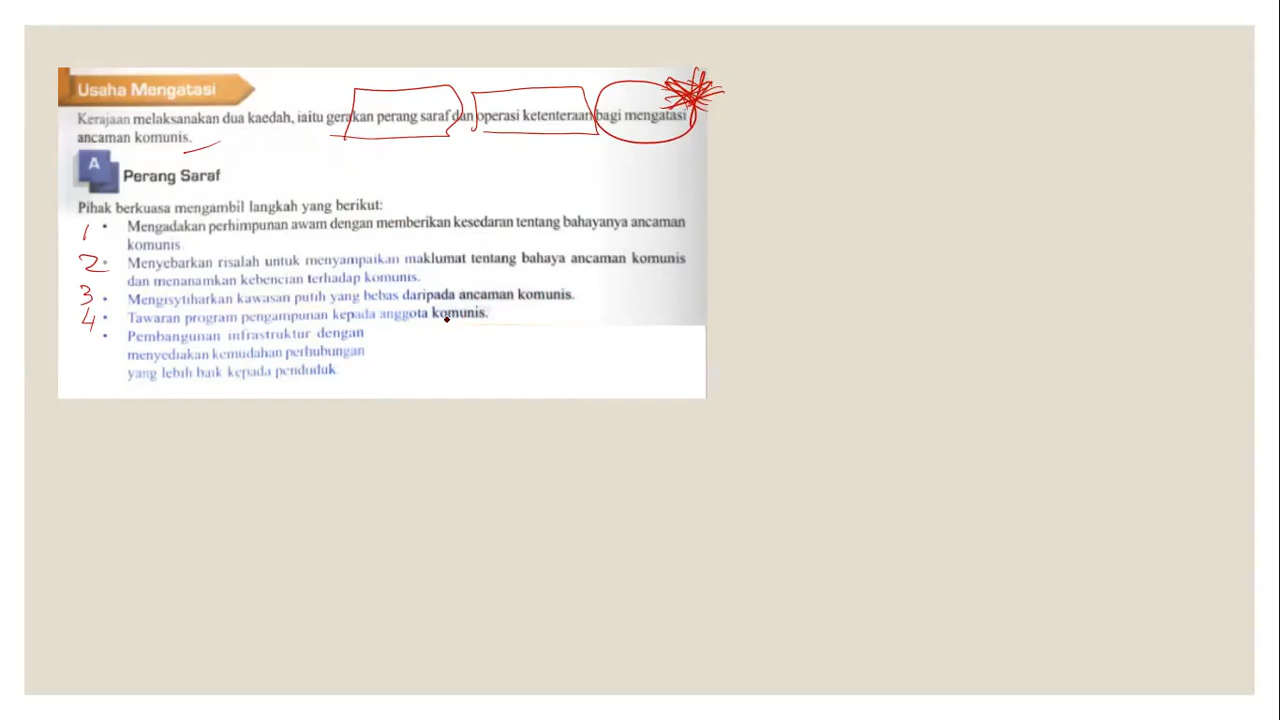 Usaha Mengatasi
Kerajaan melaksanakan dua kaedah, iaitu gerakan perang saraf dan operasi ketenteraan bagi mengatasi
ancaman komunis.
A
Perang Saraf
Pihak berkuasa mengambil langkah yang berikut:
1 • Mengadakan perhimpunan awam dengan memberikan kesedaran tentang bahayanya ancaman
komunis.
2 • Menyebarkan risalah untuk menyampaikan maklumat tentang bahaya ancaman komunis
dan menanamkan kebencian terhadap komunis.
3 • Mengisytiharkan kawasan putih yang bebas daripada ancaman komunis.
4 • Tawaran program pengampunan kepada anggota komunis.
• Pembangunan infrastruktur dengan
menyediakan kemudahan perhubungan
yang lebih baik kepada penduduk.